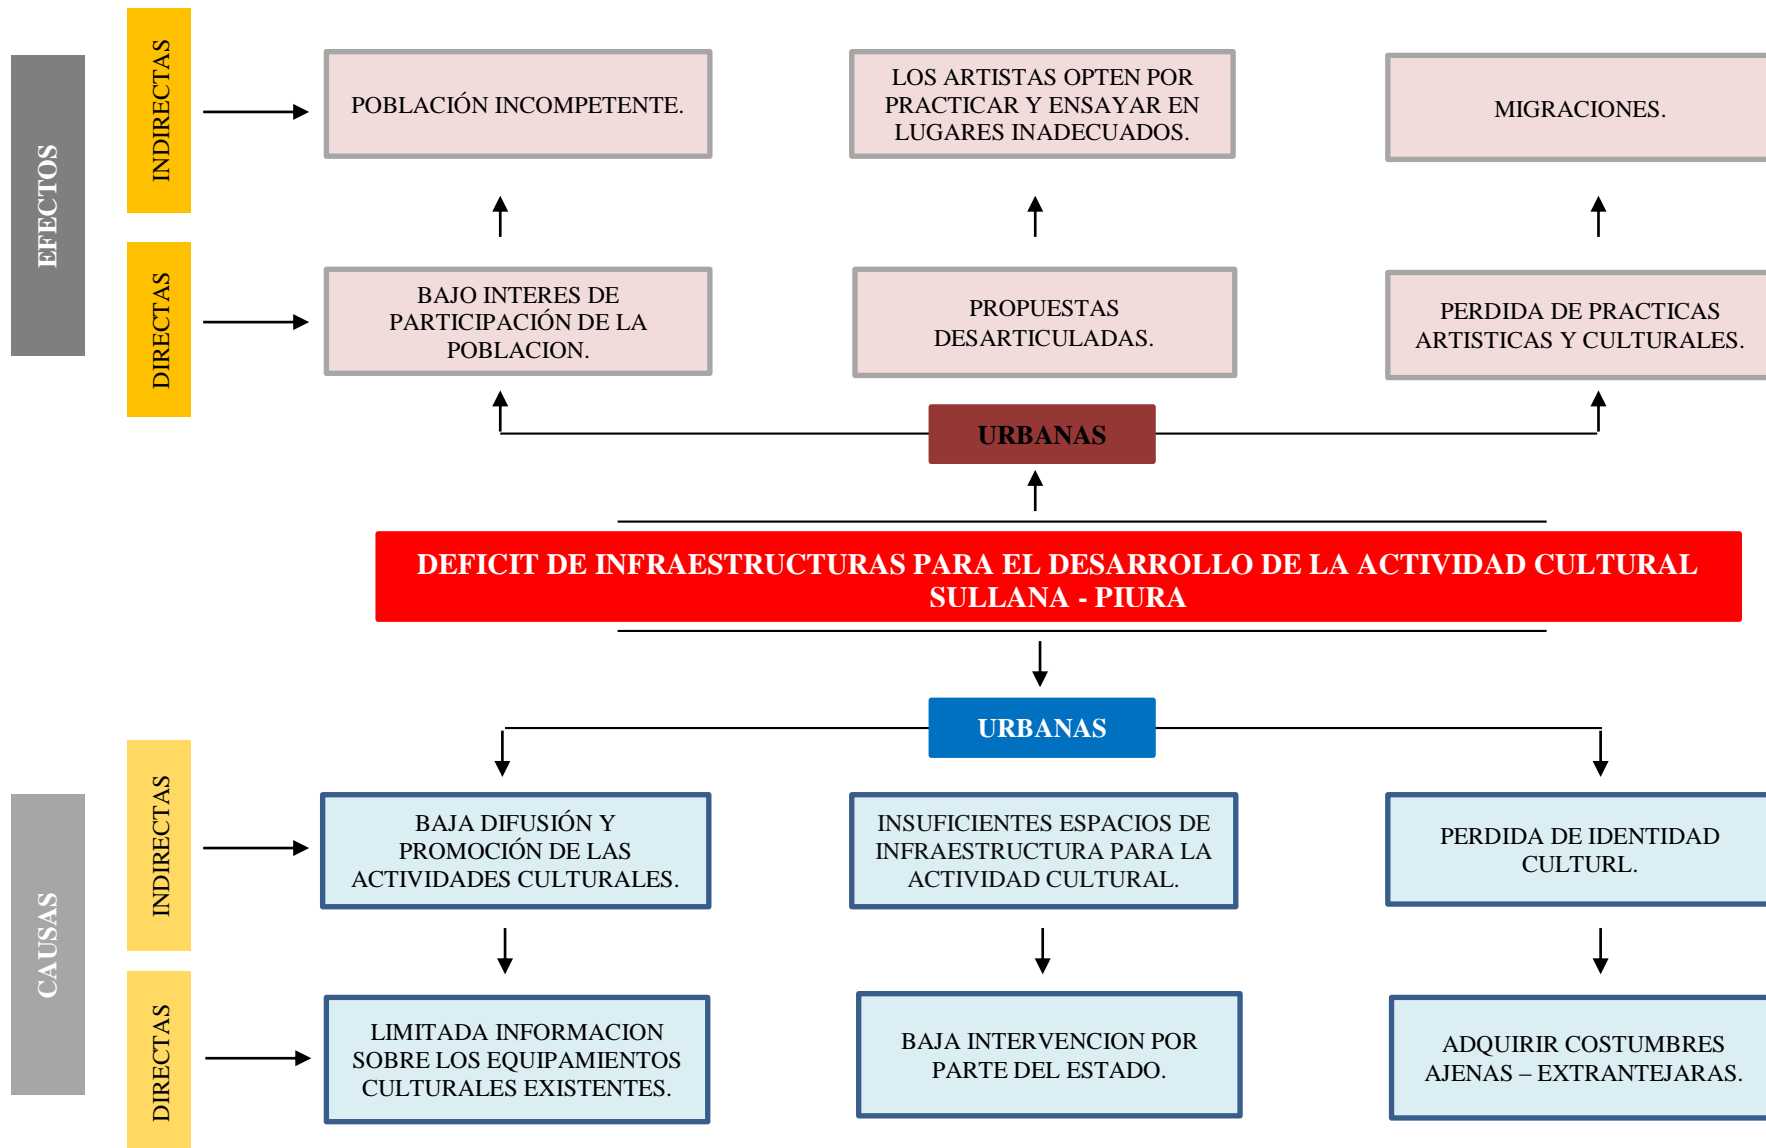 EFECTOS
INDIRECTAS
POBLACIÓN INCOMPETENTE.
LOS ARTISTAS OPTEN POR
PRACTICAR Y ENSAYAR EN
LUGARES INADECUADOS.
MIGRACIONES.
DIRECTAS
BAJO INTERES DE
PARTICIPACIÓN DE LA
POBLACION.
PROPUESTAS
DESARTICULADAS.
PERDIDA DE PRACTICAS
ARTISTICAS Y CULTURALES.
URBANAS
DEFICIT DE INFRAESTRUCTURAS PARA EL DESARROLLO DE LA ACTIVIDAD CULTURAL
SULLANA - PIURA
URBANAS
CAUSAS
INDIRECTAS
BAJA DIFUSIÓN Y
PROMOCIÓN DE LAS
ACTIVIDADES CULTURALES.
INSUFICIENTES ESPACIOS DE
INFRAESTRUCTURA PARA LA
ACTIVIDAD CULTURAL.
PERDIDA DE IDENTIDAD
CULTURL.
DIRECTAS
LIMITADA INFORMACION
SOBRE LOS EQUIPAMIENTOS
CULTURALES EXISTENTES.
BAJA INTERVENCION POR
PARTE DEL ESTADO.
ADQUIRIR COSTUMBRES
AJENAS – EXTRANTEJARAS.